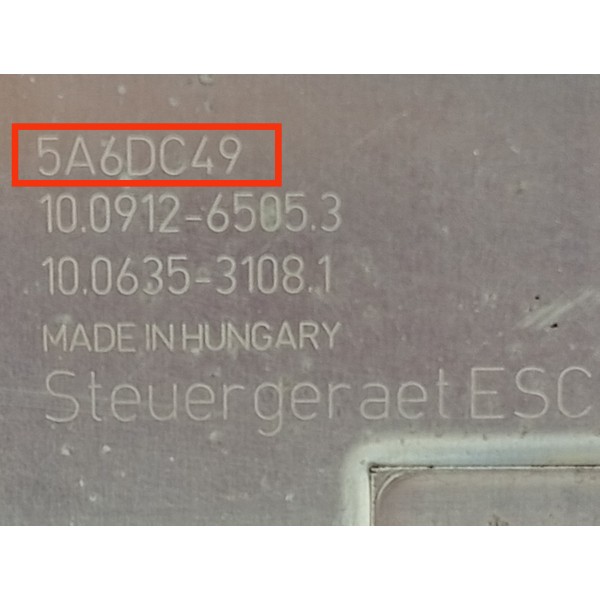 5A6DC49
10.0912-6505.3
10.0635-3108.1
MADE IN HUNGARY
Steuergeraet ESC